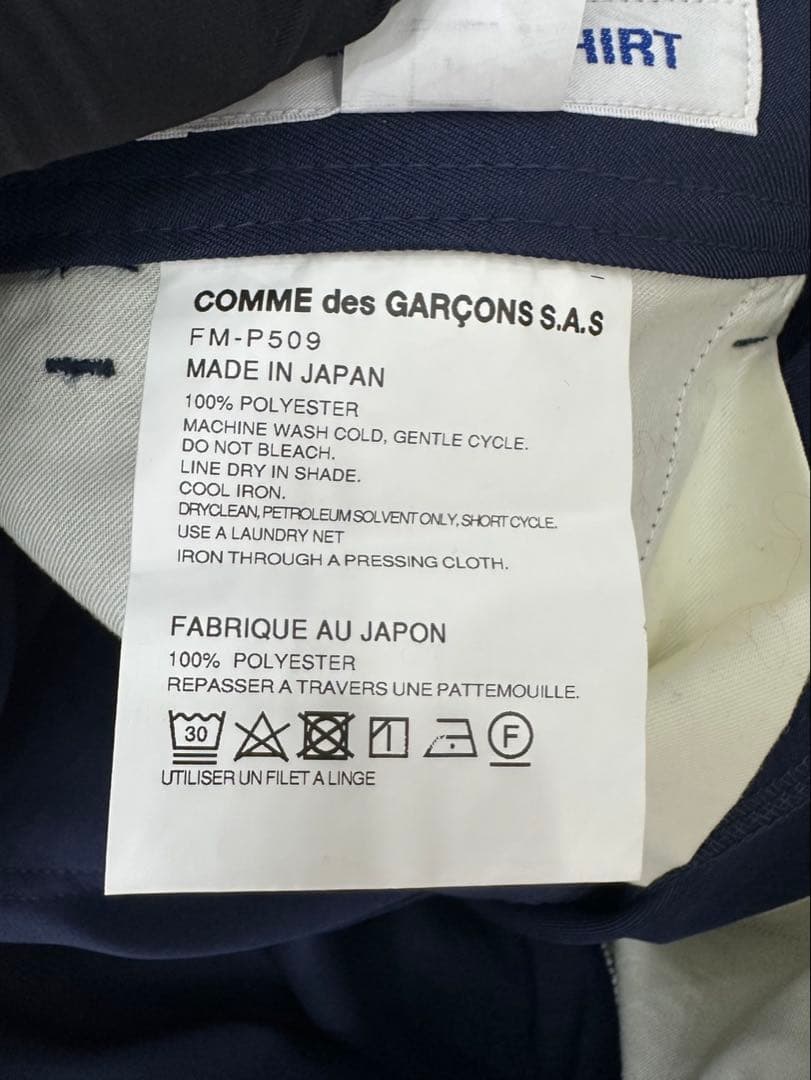 HIRT
COMME des GARÇONS S.A.S
FM-P509
MADE IN JAPAN
100% POLYESTER
MACHINE WASH COLD, GENTLE CYCLE.
DO NOT BLEACH.
LINE DRY IN SHADE.
COOL IRON.
DRYCLEAN, PETROLEUM SOLVENT ONLY, SHORT CYCLE.
USE A LAUNDRY NET
IRON THROUGH A PRESSING CLOTH.
FABRIQUE AU JAPON
100% POLYESTER
REPASSER A TRAVERS UNE PATTEMOUILLE.
30 F
UTILISER UN FILET A LINGE